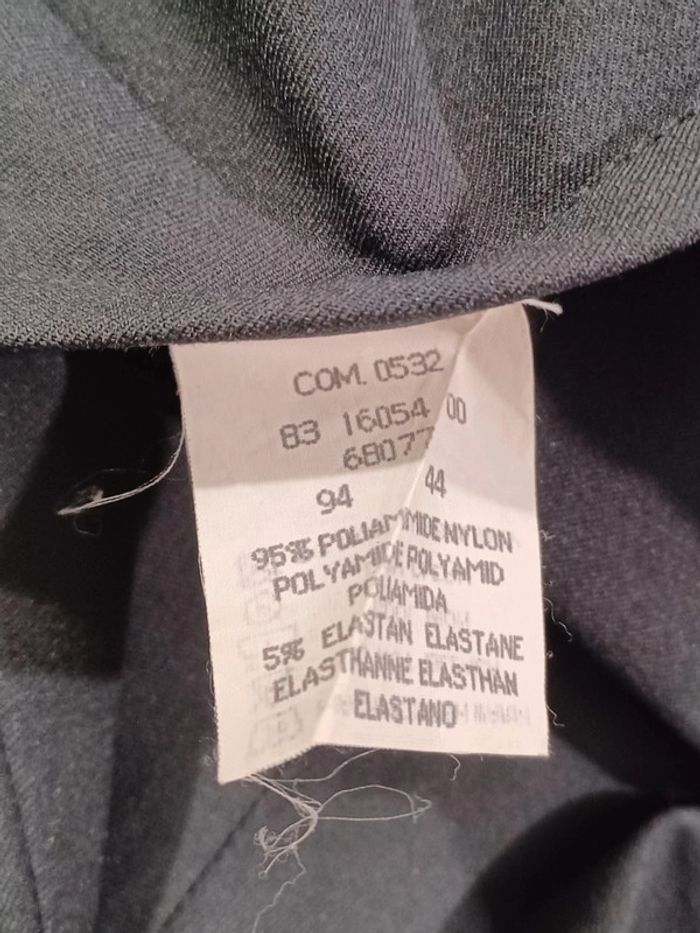 COM. 0532
83 16054 00
68077
94 44
95% POLIAMMIDE NYLON
POLYAMIDE POLYAMID
POLIAMIDA
5% ELASTAN ELASTANE
ELASTHANNE ELASTHAN
ELASTANO